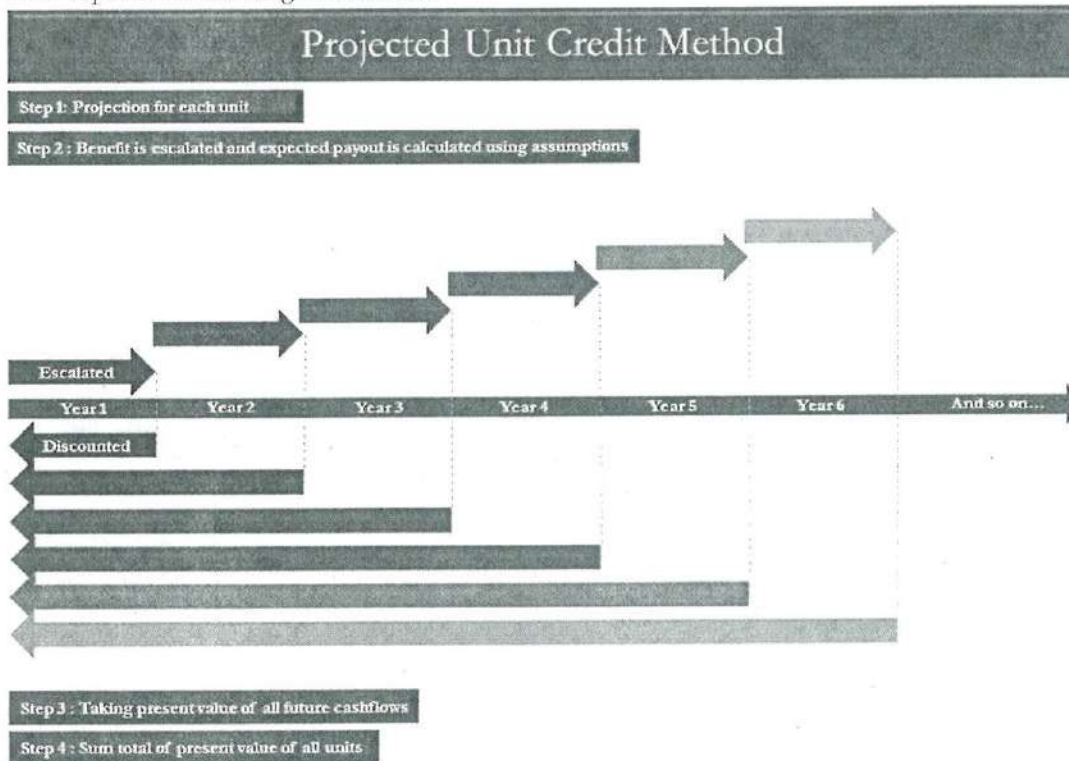 Projected Unit Credit Method
Step 1: Projection for each unit
Step 2 : Benefit is escalated and expected payout is calculated using assumptions
Escalated
Year 1 Year 2 Year 3 Year 4 Year 5 Year 6 And so on...
Discounted
Step 3 : Taking present value of all future cashflows
Step 4 : Sum total of present value of all units